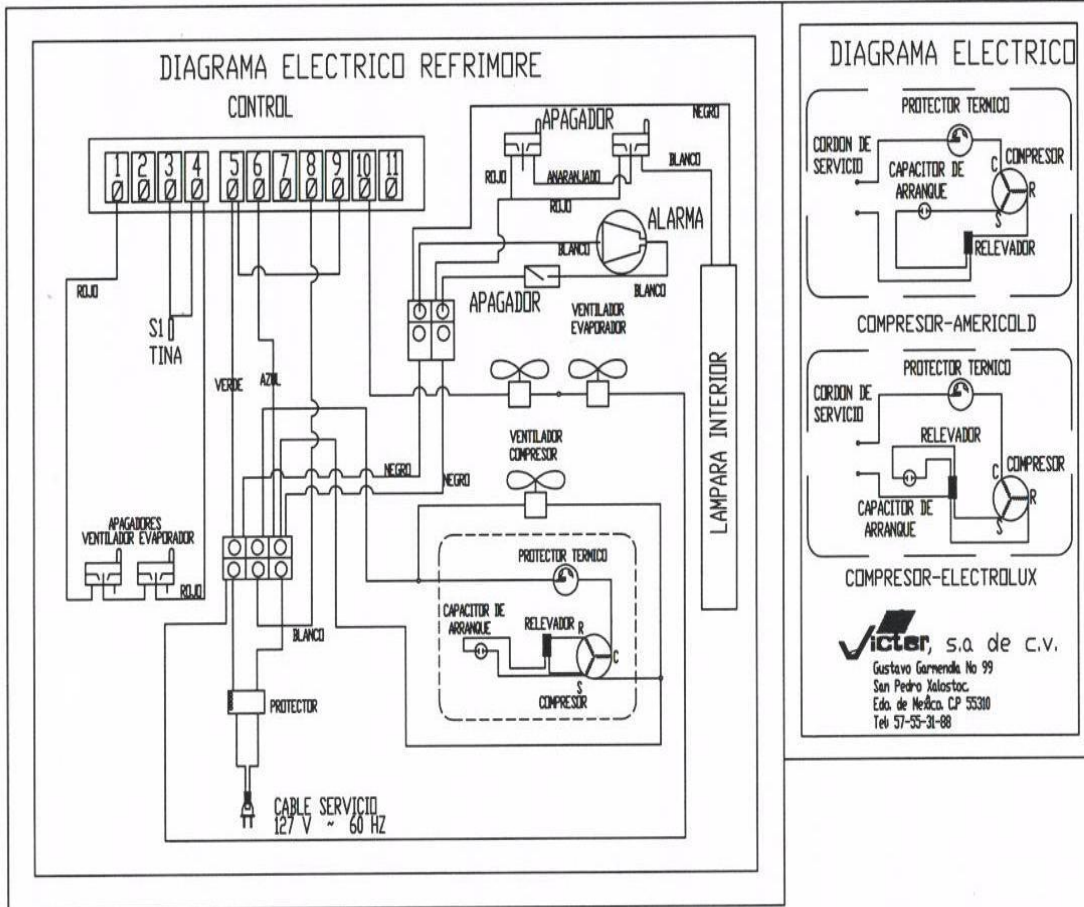 DIAGRAMA ELECTRICO REFRIMORE
CONTROL
1 2 3 4 5 6 7 8 9 10 11
NEGRO
APAGADOR
BLANCO
ROJO
ANARANJADO
ROJO
ALARMA
BLANCO
BLANCO
APAGADOR
ROJO
S1
TINA
VENTILADOR
EVAPORADOR
VERDE
AZUL
LAMPARA INTERIOR
VENTILADOR
COMPRESOR
NEGRO
NEGRO
APAGADORES
VENTILADOR EVAPORADOR
ROJO
PROTECTOR TERMICO
CAPACITOR DE
ARRANQUE
RELEVADOR
R
C
S
COMPRESOR
BLANCO
PROTECTOR
CABLE SERVICIO
127 V ~ 60 HZ
DIAGRAMA ELECTRICO
PROTECTOR TERMICO
CORDON DE
SERVICIO
CAPACITOR DE
ARRANQUE
C
COMPRESOR
R
S
RELEVADOR
COMPRESOR-AMERICOLD
PROTECTOR TERMICO
CORDON DE
SERVICIO
RELEVADOR
C
COMPRESOR
R
S
CAPACITOR DE
ARRANQUE
COMPRESOR-ELECTROLUX
Victer, s.a de c.v.
Gustavo Garmendia No 99
San Pedro Xalostoc.
Edo. de México. C.P 55310
Tel: 57-55-31-88